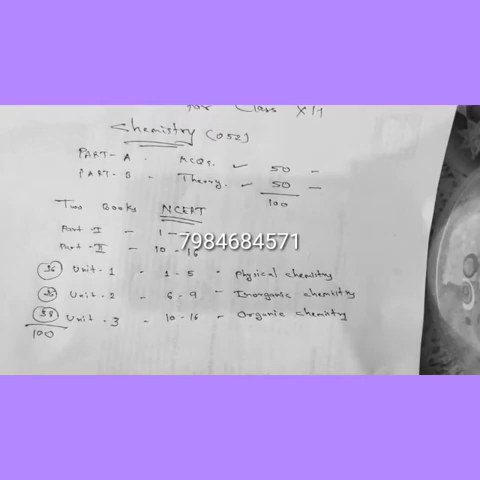 for Class XII
Chemistry (052)
PART-A - MCQs. ✓ 50 -
PART-B - Theory. ✓ 50 -
100
Two Books NCERT
Part-I - 1 -
Part-II - 10 - 16
7984684571
Unit-1 - 1-5 - Physical chemistry
Unit-2 - 6-9 - Inorganic chemistry
Unit-3 - 10-16 - Organic chemistry
100